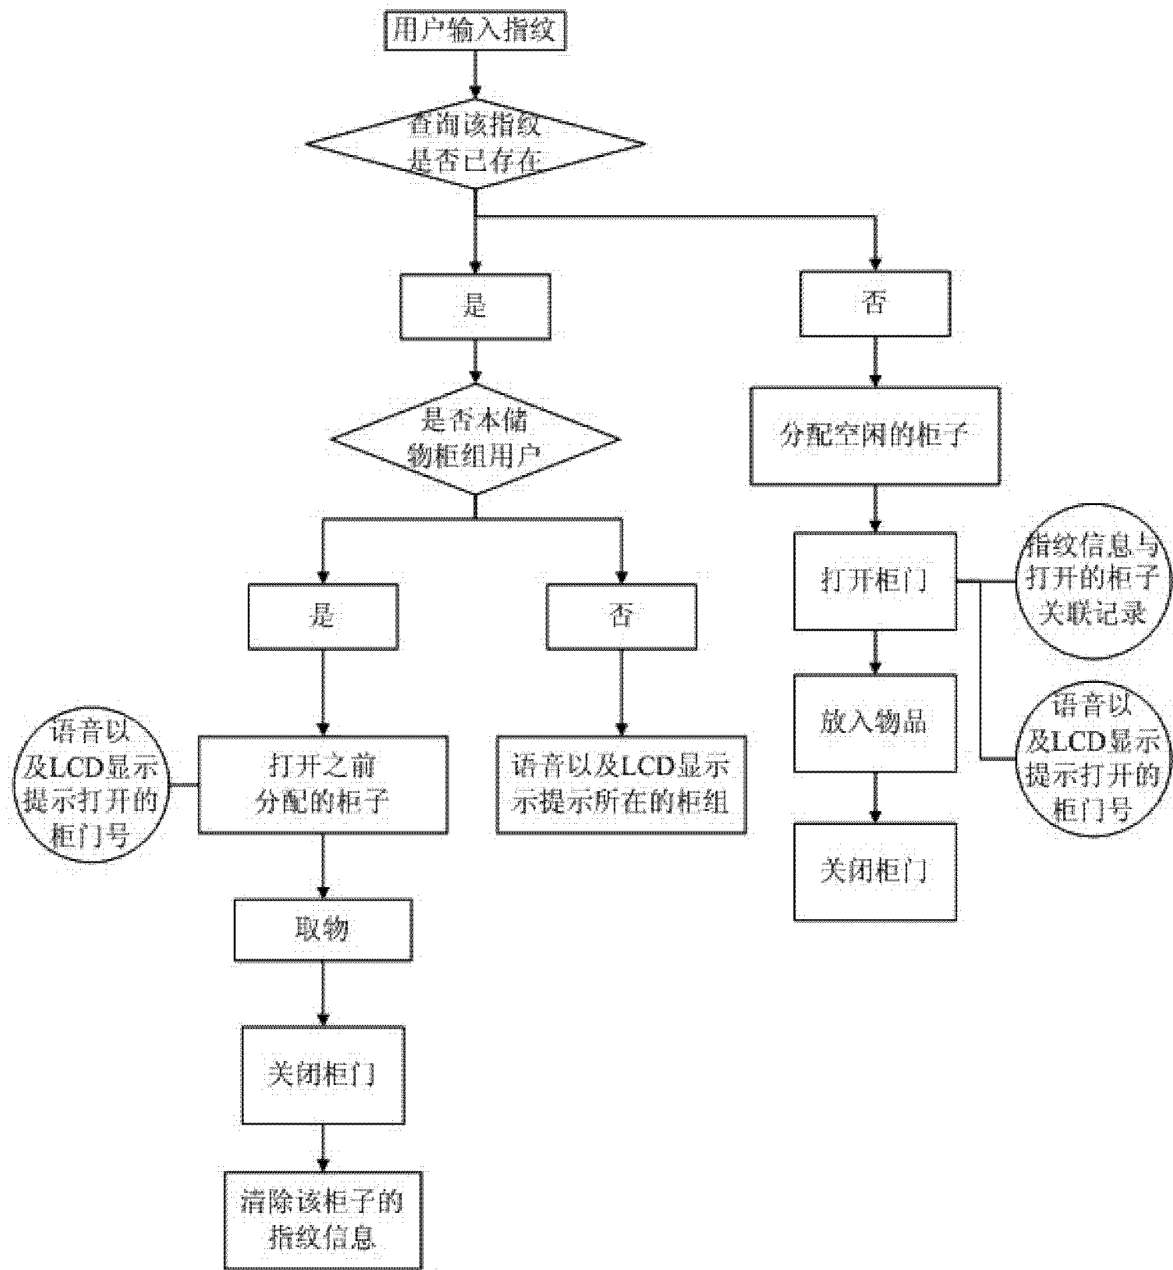 用户输入指纹
查询该指纹
是否已存在
是
否
是否本储
物柜组用户
分配空闲的柜子
是
否
打开柜门
指纹信息与
打开的柜子
关联记录
语音以
及LCD显示
提示打开的
柜门号
打开之前
分配的柜子
语音以及LCD显示
示提示所在的柜组
放入物品
语音以
及LCD显示
提示打开的
柜门号
关闭柜门
取物
关闭柜门
清除该柜子的
指纹信息